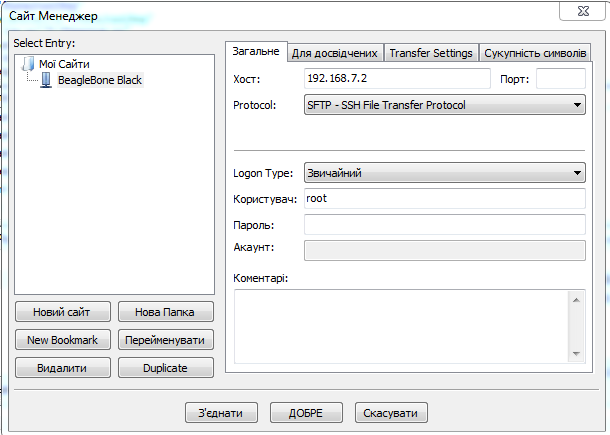 Сайт Менеджер
Select Entry:
Мої Сайти
BeagleBone Black
Новий сайт
Нова Папка
New Bookmark
Перейменувати
Видалити
Duplicate
Загальне
Для досвідчених
Transfer Settings
Сукупність символів
Хост:
192.168.7.2
Порт:
Protocol:
SFTP - SSH File Transfer Protocol
Logon Type:
Звичайний
Користувач:
root
Пароль:
Акаунт:
Коментарі:
З'єднати
ДОБРЕ
Скасувати